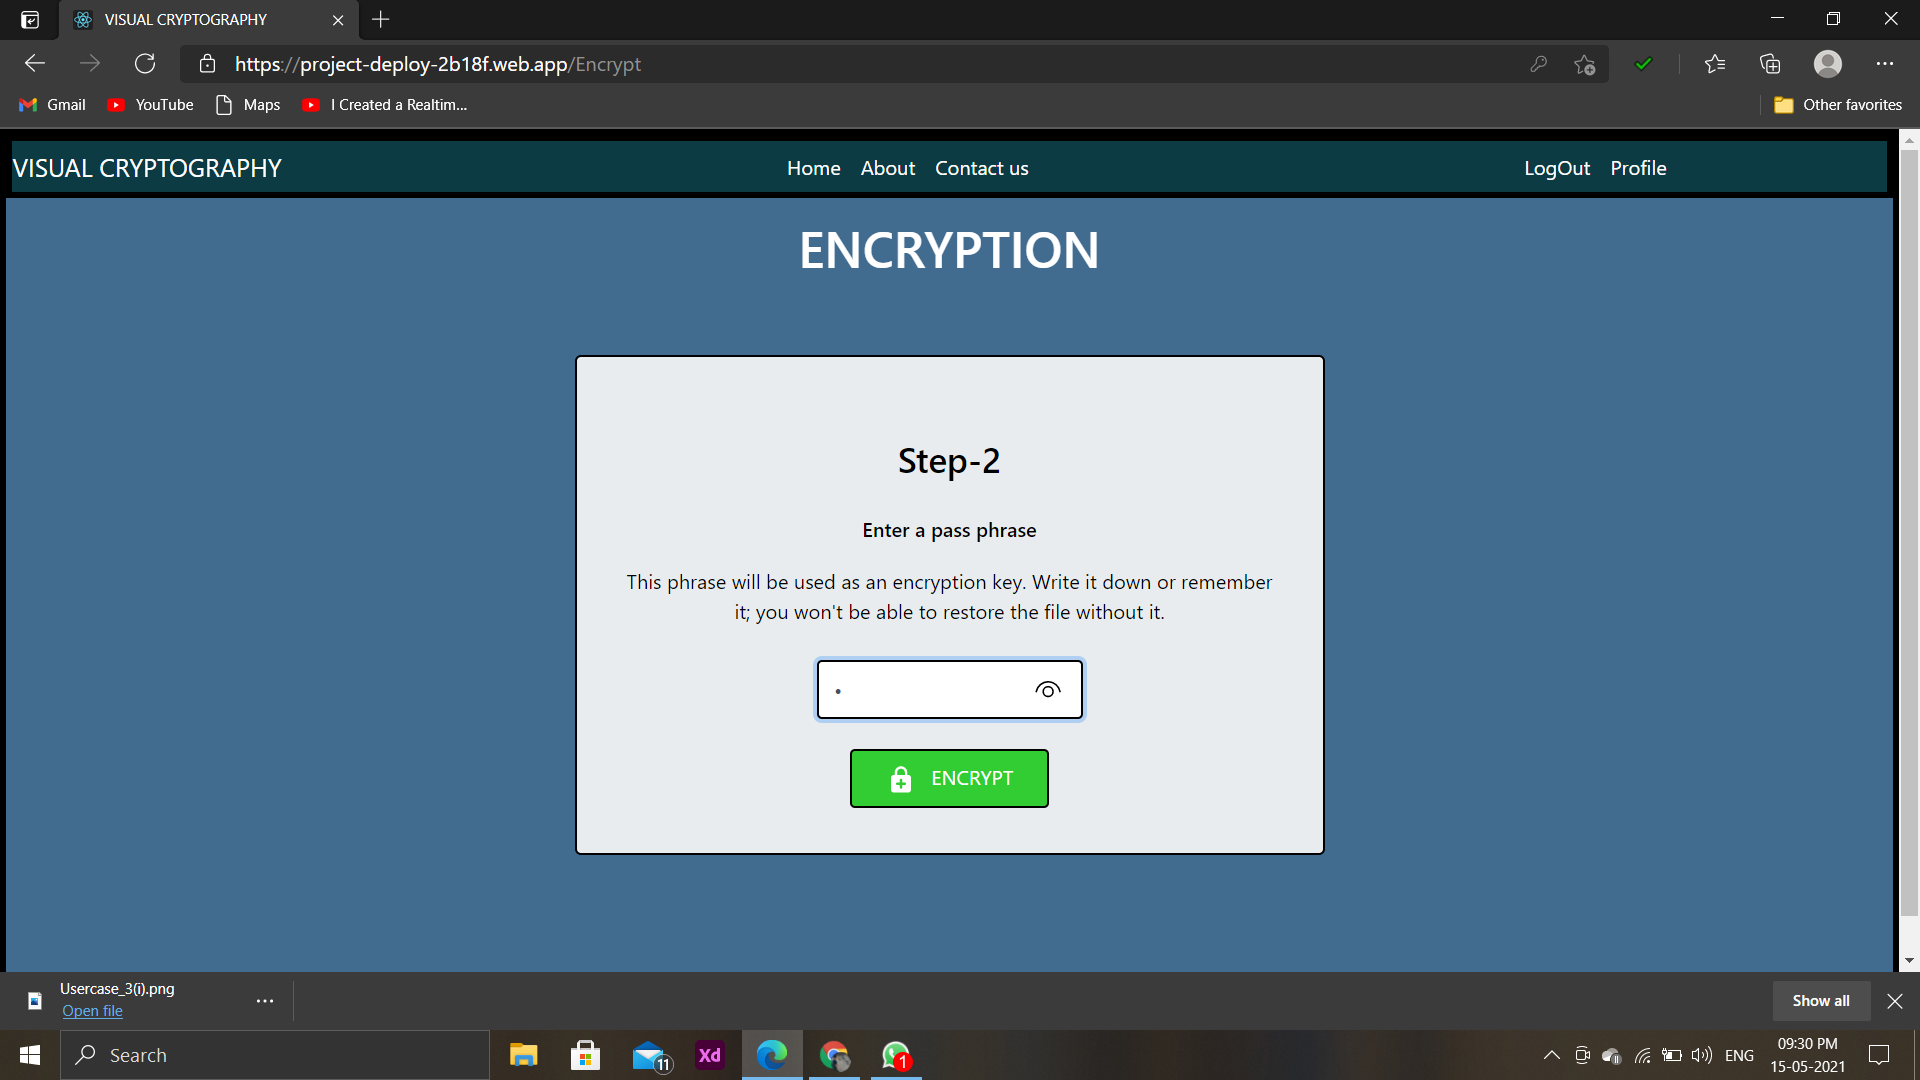 VISUAL CRYPTOGRAPHY
https://project-deploy-2b18f.web.app/Encrypt
Gmail
YouTube
Maps
I Created a Realtim...
Other favorites
VISUAL CRYPTOGRAPHY
Home
About
Contact us
LogOut
Profile
ENCRYPTION
Step-2
Enter a pass phrase
This phrase will be used as an encryption key. Write it down or remember
it; you won't be able to restore the file without it.
•
ENCRYPT
Usercase_3(i).png
Open file
Show all
Search
11
Xd
1
ENG
09:30 PM
15-05-2021